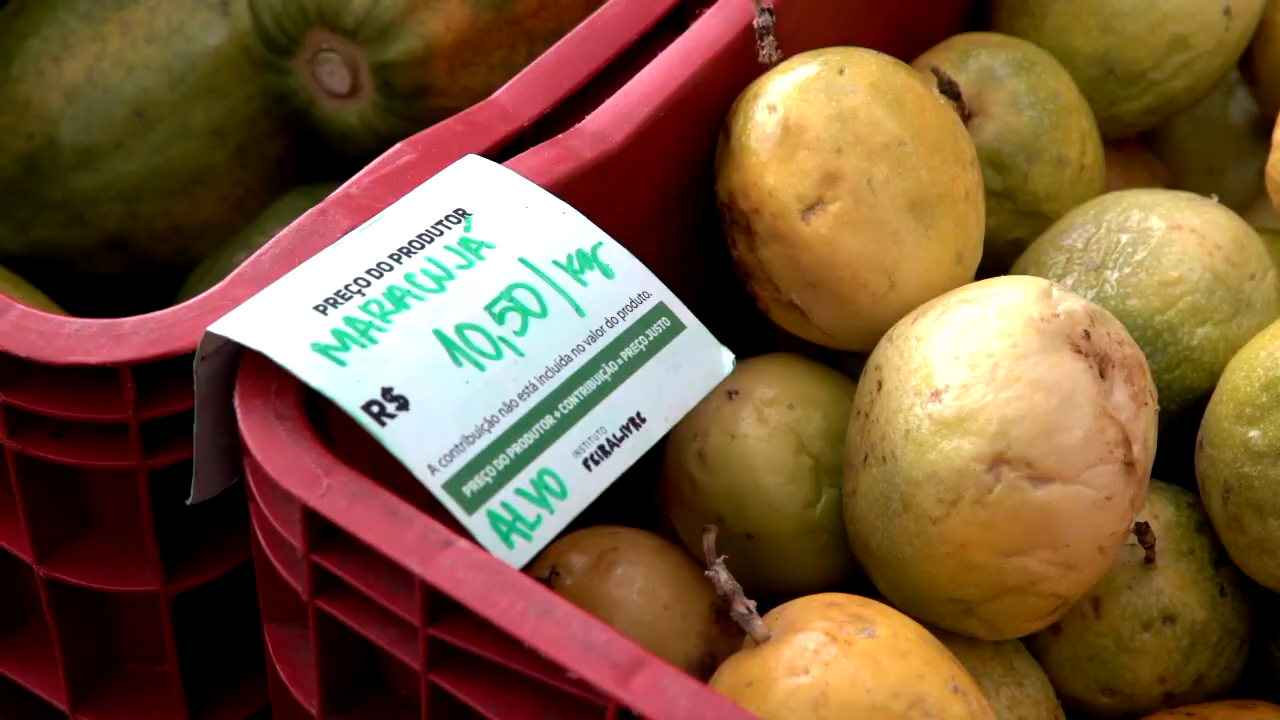 PREÇO DO PRODUTOR
MARACUJÁ
R$ 10,50/kg
A contribuição não está incluída no valor do produto.
PREÇO DO PRODUTOR + CONTRIBUIÇÃO = PREÇO JUSTO
ALYO
INSTITUTO
FEIRALIVRE